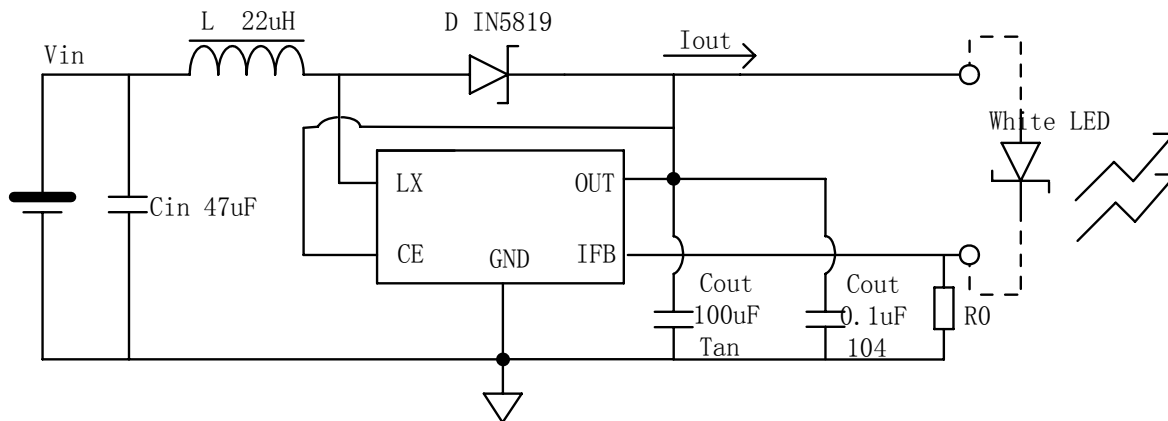 L 22uH
D IN5819
Iout
Vin
White LED
LX
OUT
Cin 47uF
CE
GND
IFB
Cout
100uF
Tan
Cout
0.1uF
104
R0